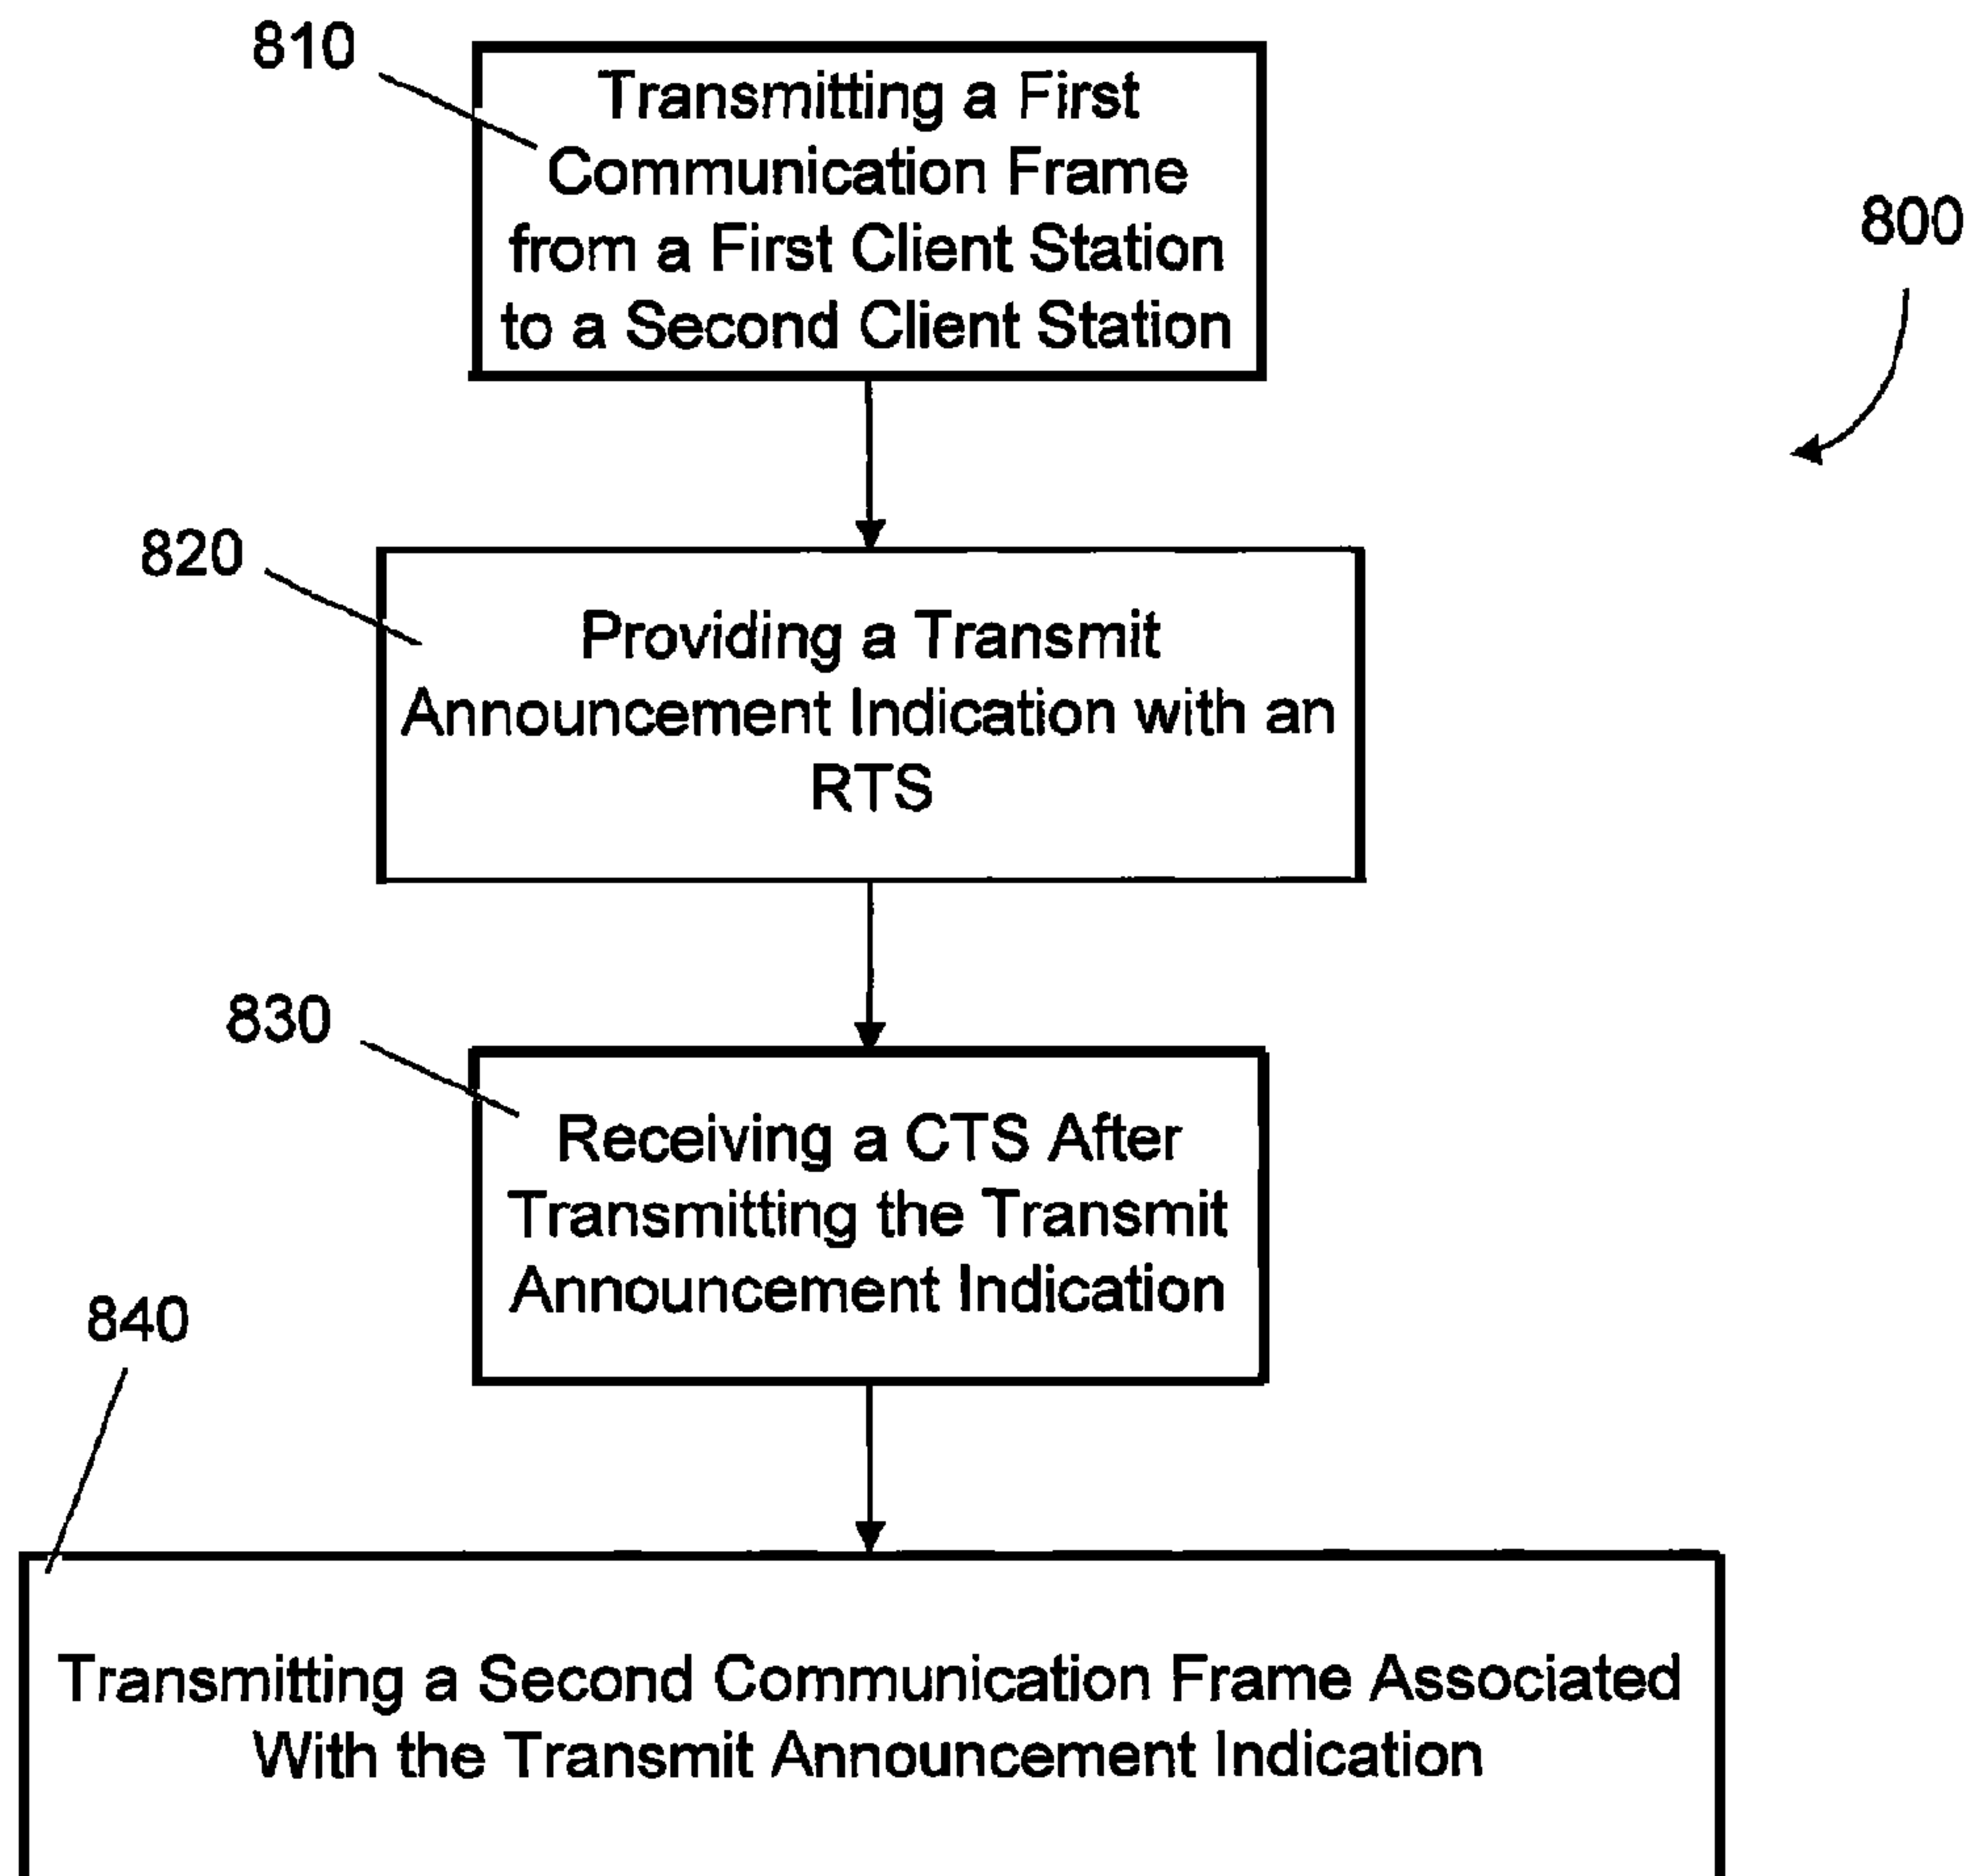 810
Transmitting a First
Communication Frame
from a First Client Station
to a Second Client Station
800
820
Providing a Transmit
Announcement Indication with an
RTS
830
Receiving a CTS After
Transmitting the Transmit
Announcement Indication
840
Transmitting a Second Communication Frame Associated
With the Transmit Announcement Indication